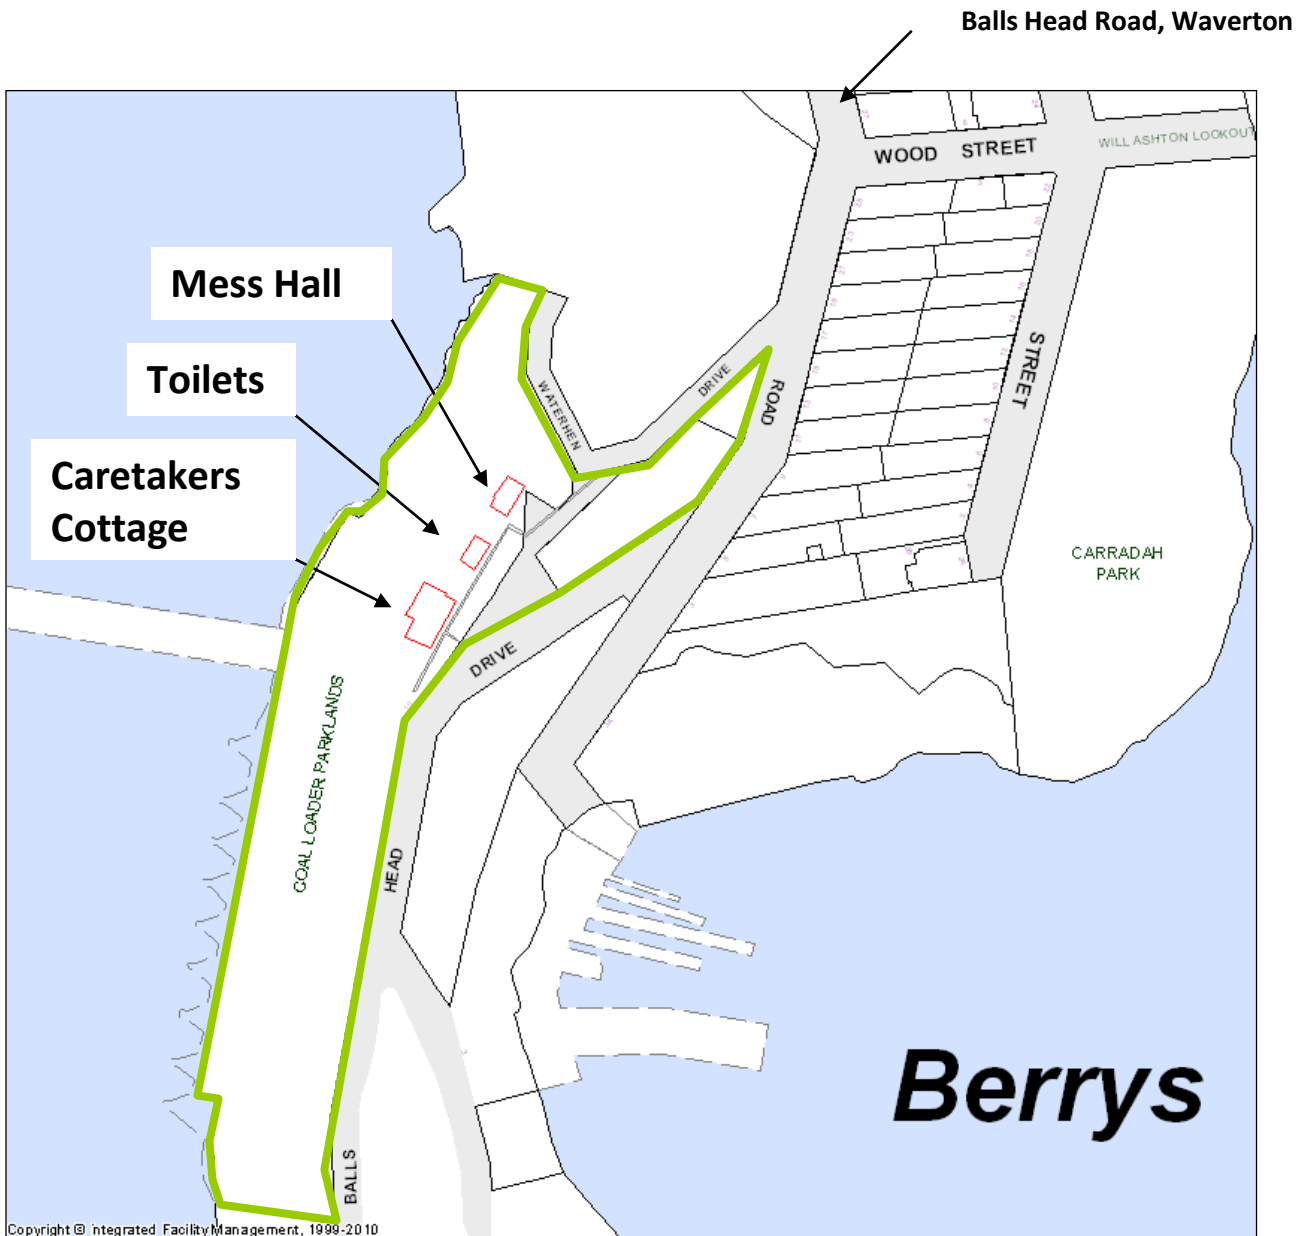 Balls Head Road, Waverton
WOOD STREET
WILL ASHTON LOOKOUT
Mess Hall
Toilets
Caretakers
Cottage
WATERHEN
DRIVE
ROAD
STREET
CARRADAH
PARK
DRIVE
COAL LOADER PARKLANDS
HEAD
BALLS
Berrys
Copyright © Integrated Facility Management, 1999-2010